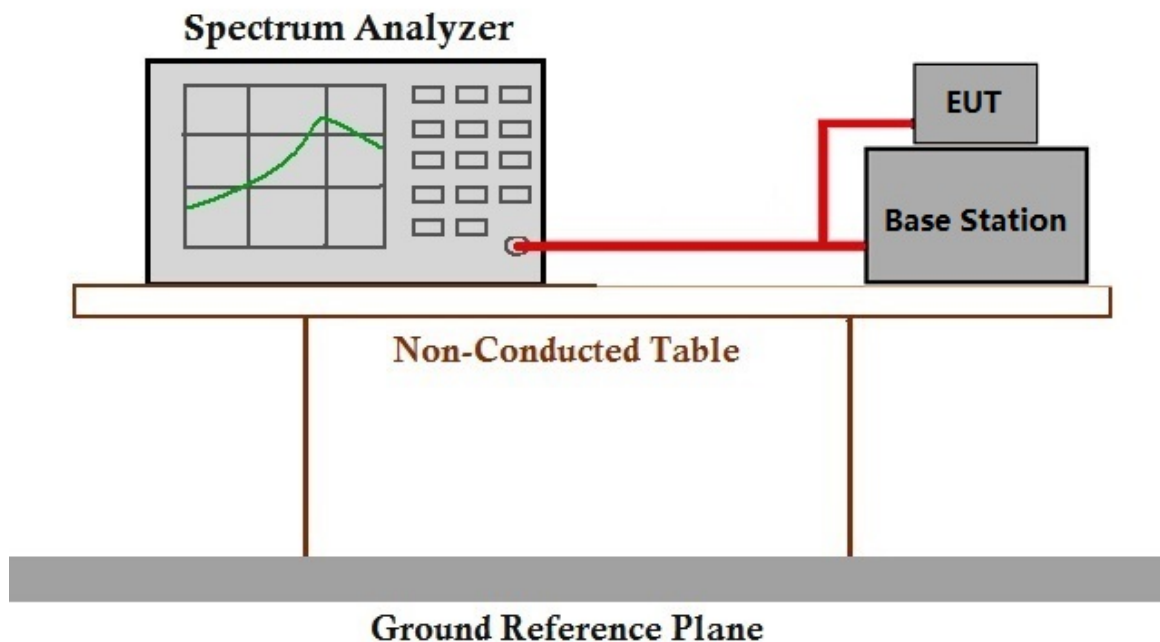 Spectrum Analyzer
EUT
Base Station
Non-Conducted Table
Ground Reference Plane